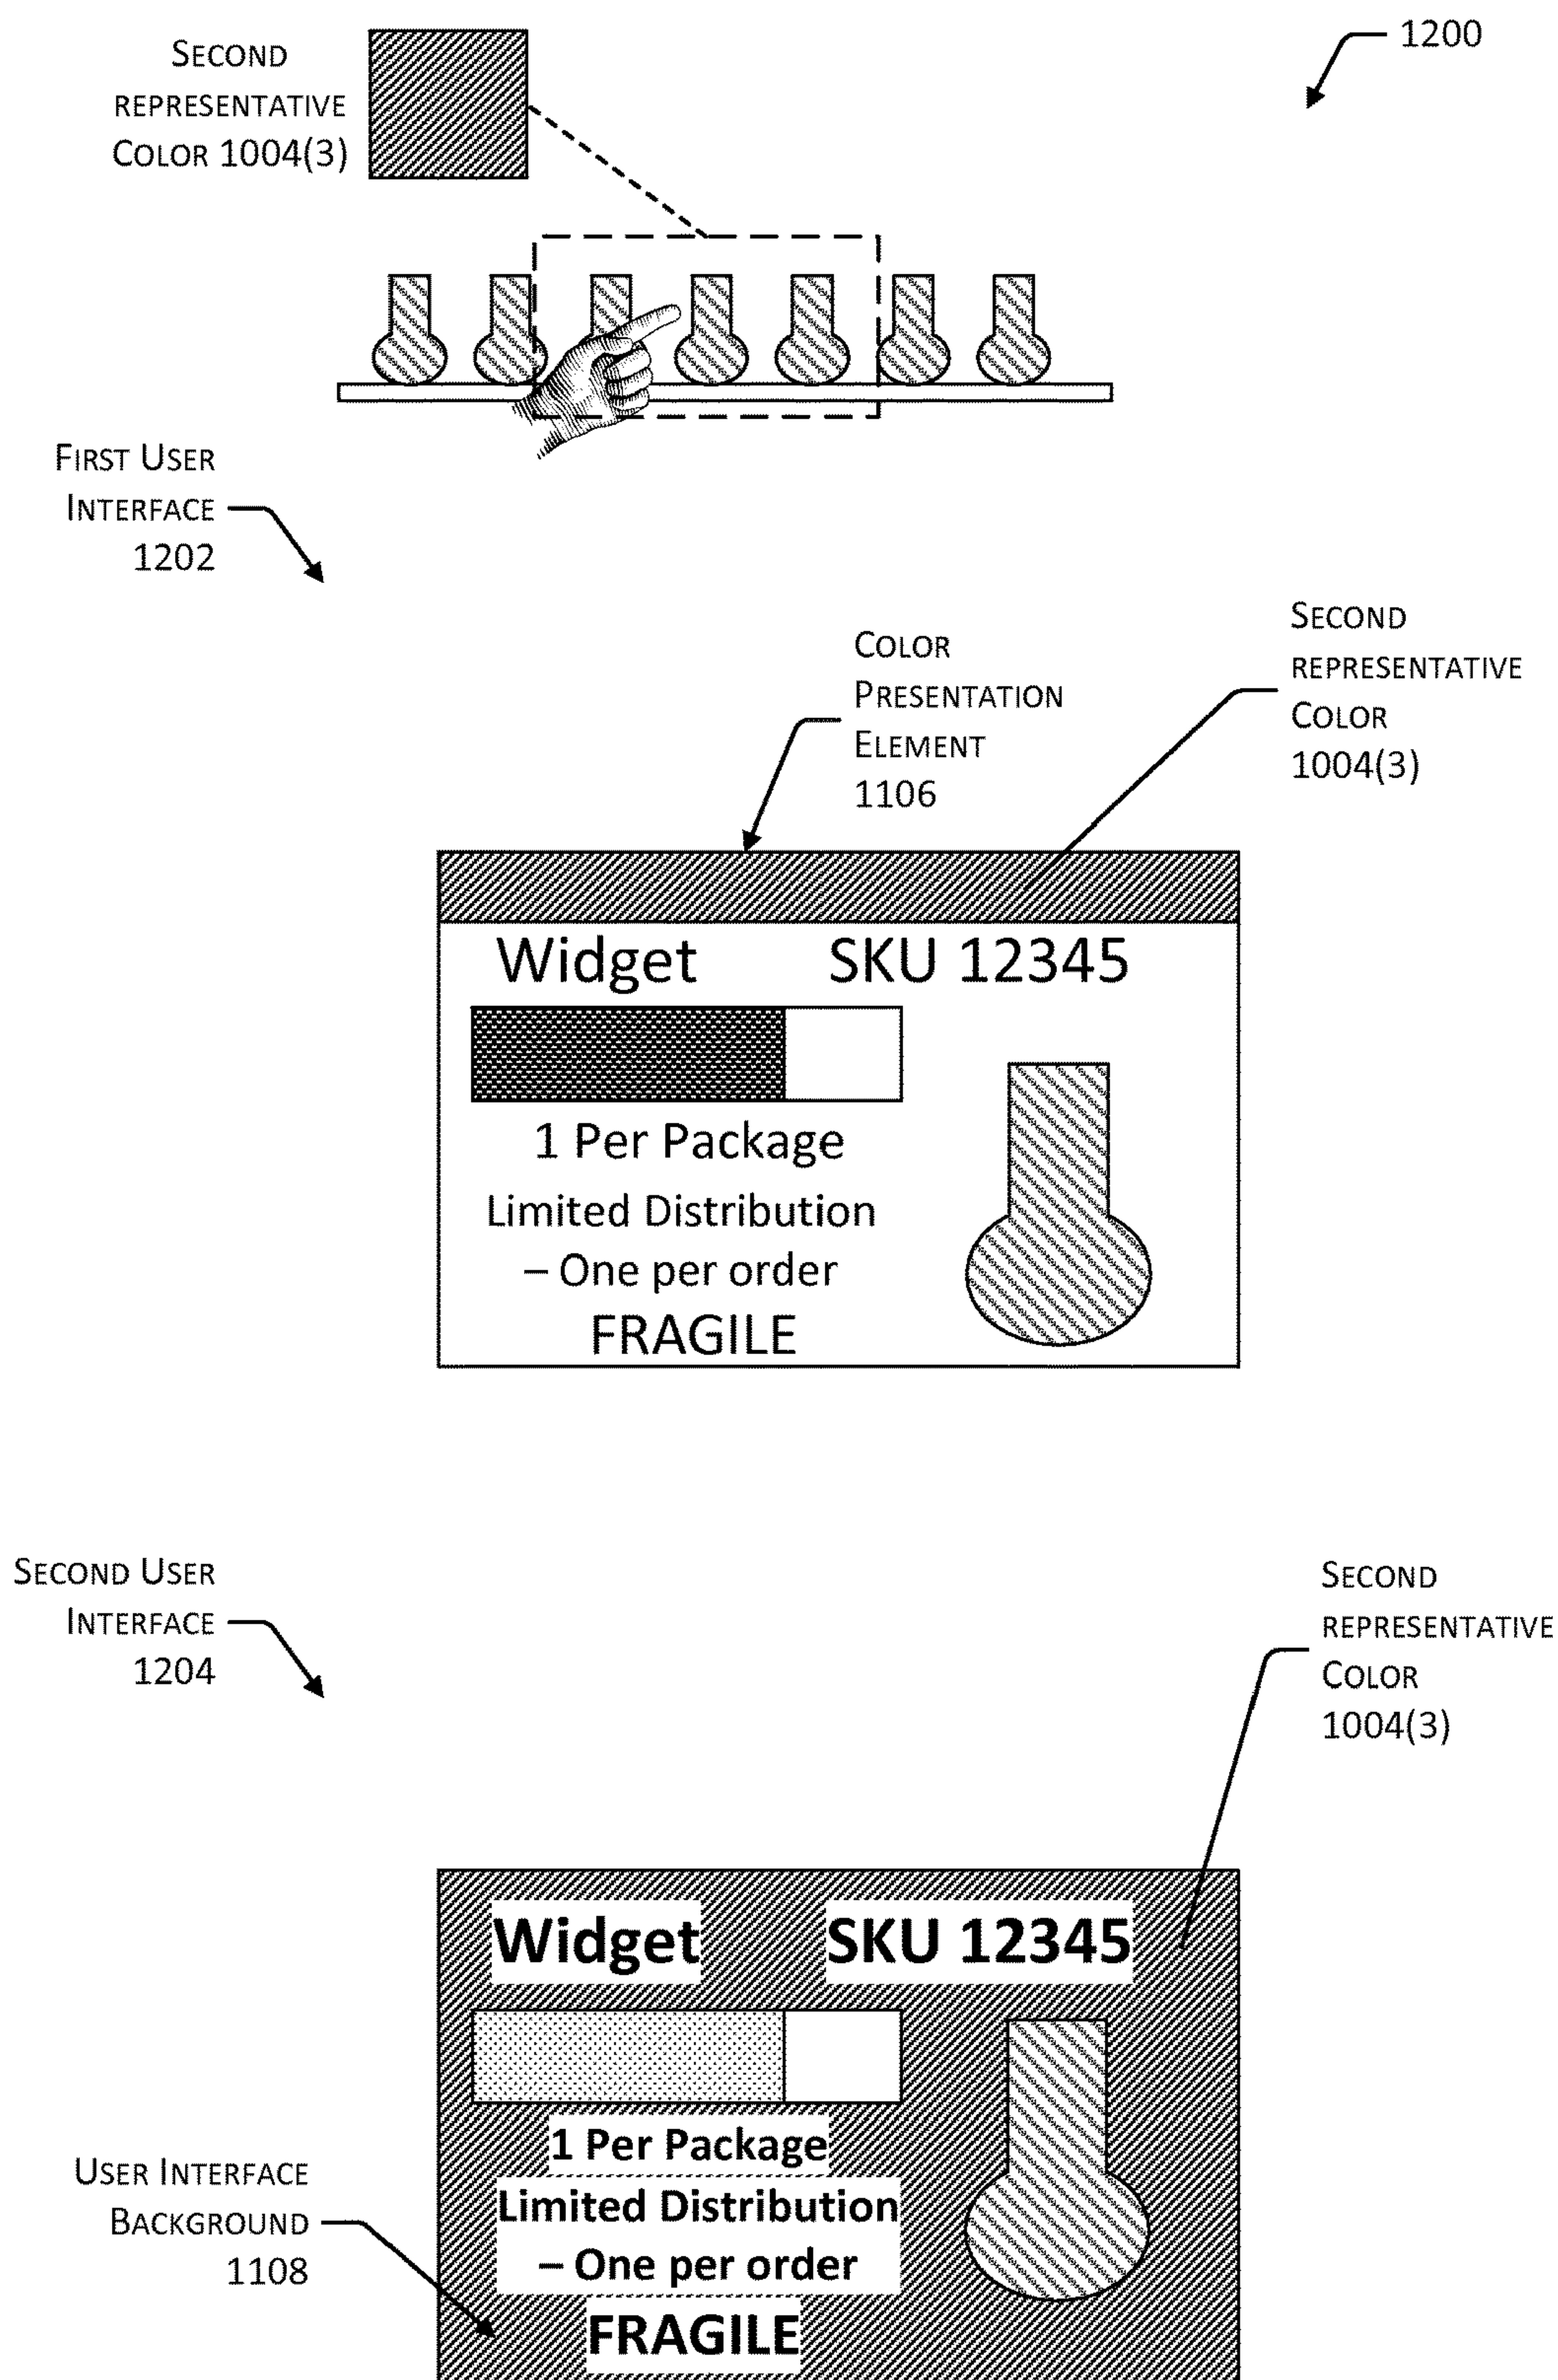 1200
Second
representative
Color 1004(3)
First User
Interface
1202
Color
Presentation
Element
1106
Second
representative
Color
1004(3)
Widget SKU 12345
1 Per Package
Limited Distribution
– One per order
FRAGILE
Second User
Interface
1204
Second
representative
Color
1004(3)
Widget SKU 12345
1 Per Package
Limited Distribution
– One per order
FRAGILE
User Interface
Background
1108